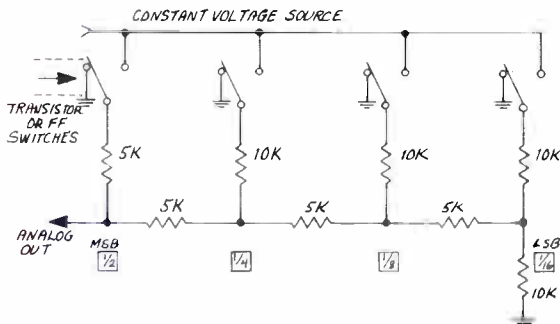 CONSTANT VOLTAGE SOURCE
TRANSISTOR
OR FF
SWITCHES
5K
10K
10K
10K
5K
5K
5K
ANALOG
OUT
MSB
1/2
1/4
1/8
LSB
1/16
10K